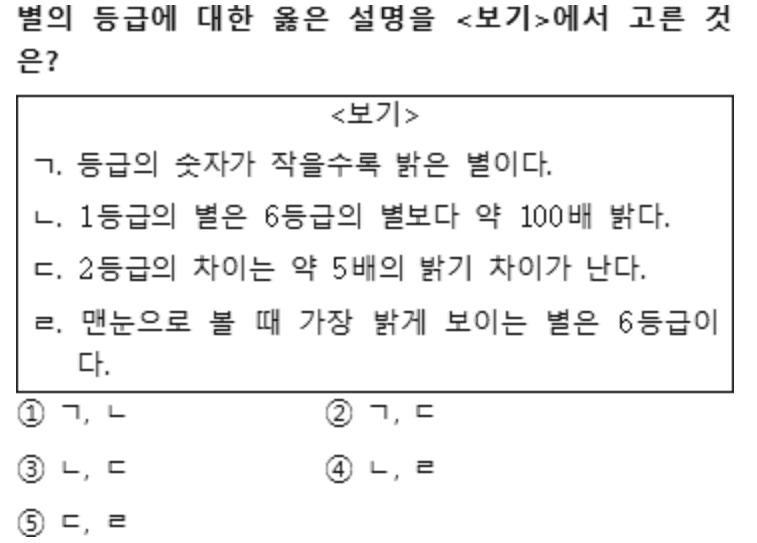 별의 등급에 대한 옳은 설명을 <보기>에서 고른 것
은?
<보기>
ㄱ. 등급의 숫자가 작을수록 밝은 별이다.
ㄴ. 1등급의 별은 6등급의 별보다 약 100배 밝다.
ㄷ. 2등급의 차이는 약 5배의 밝기 차이가 난다.
ㄹ. 맨눈으로 볼 때 가장 밝게 보이는 별은 6등급이
다.
① ㄱ, ㄴ ② ㄱ, ㄷ
③ ㄴ, ㄷ ④ ㄴ, ㄹ
⑤ ㄷ, ㄹ